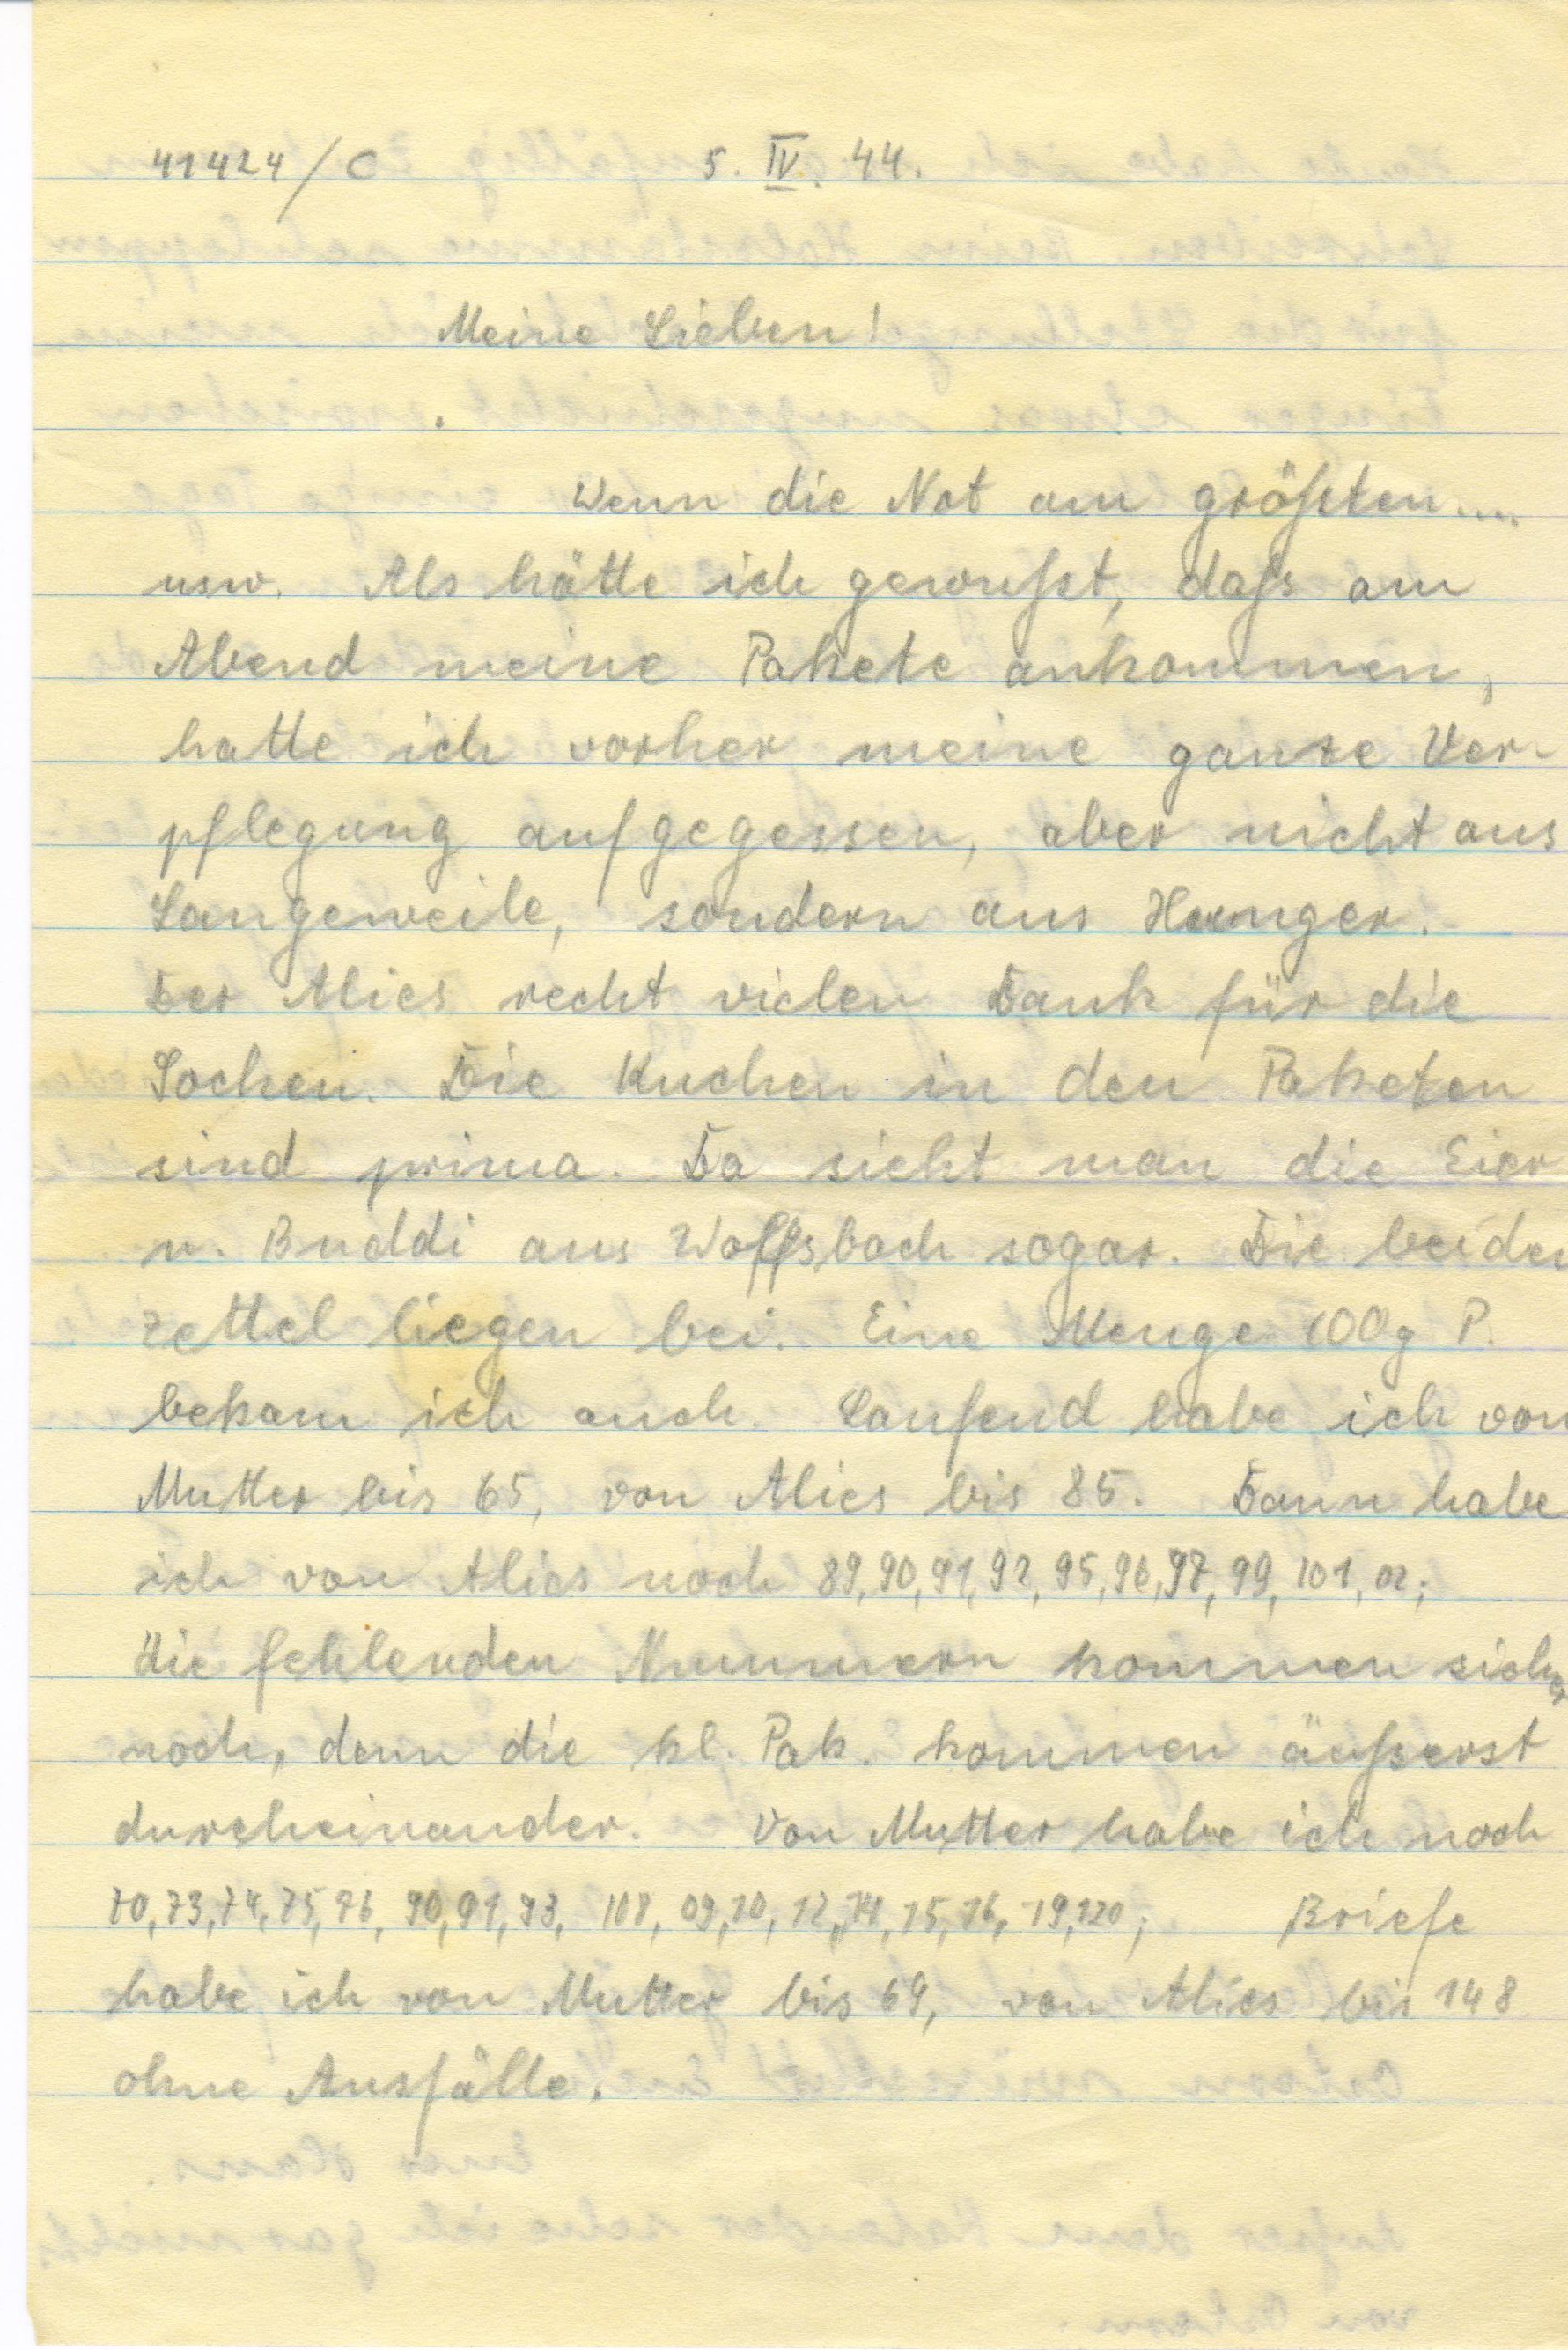 41424/C 5. IV. 44.
Meine Lieben!
Wenn die Not am größten....
usw. Als hätte ich gewußt, daß am
Abend meine Pakete ankommen,
hatte ich vorher meine ganze Ver-
pflegung aufgegessen, aber nicht aus
Langeweile, sondern aus Hunger.
Der Alies recht vielen Dank für die
Socken. Die Kuchen in den Paketen
sind prima. Da sieht man die Eier
u. Buddi aus Woffsbach sogar. Die beiden
Zettel liegen bei. Eine Menge 100g P.
bekam ich auch. Laufend habe ich von
Mutter bis 65, von Alies bis 85. Dann habe
ich von Alies noch 89, 90, 91, 92, 95, 96, 97, 99, 101, 02;
die fehlenden Nummern kommen sicher
noch, denn die kl. Pak. kommen äußerst
durcheinander. Von Mutter habe ich noch
70, 73, 74, 75, 76, 90, 91, 93, 108, 09, 10, 12, 14, 15, 16, 19, 120; Briefe
habe ich von Mutter bis 69, von Alies bis 148
ohne Ausfälle.